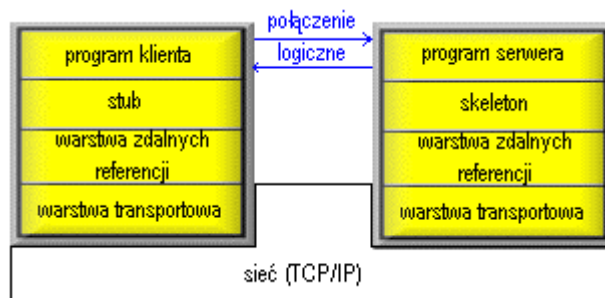 połączenie
logiczne
program klienta
stub
warstwa zdalnych
referencji
warstwa transportowa
program serwera
skeleton
warstwa zdalnych
referencji
warstwa transportowa
sieć (TCP/IP)